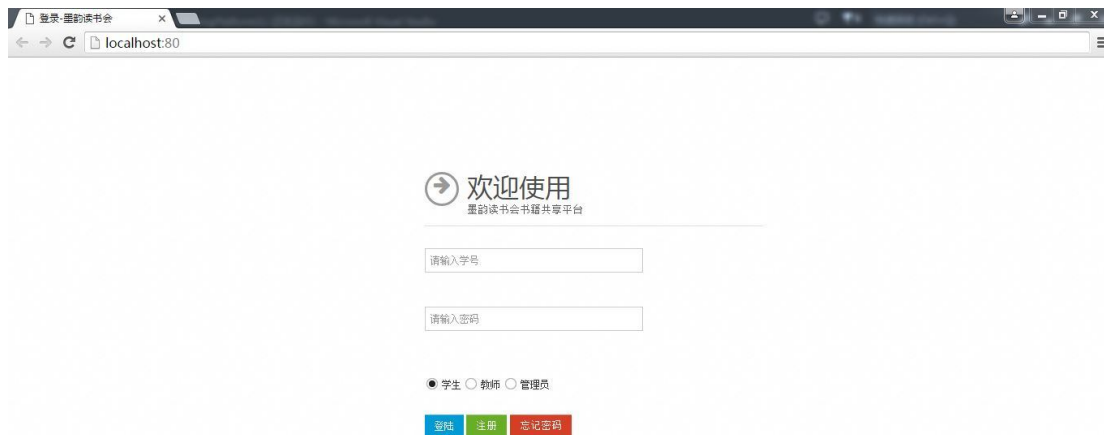 登录-墨韵读书会
localhost:80
欢迎使用
墨韵读书会书籍共享平台
请输入学号
请输入密码
学生 教师 管理员
登陆 注册 忘记密码